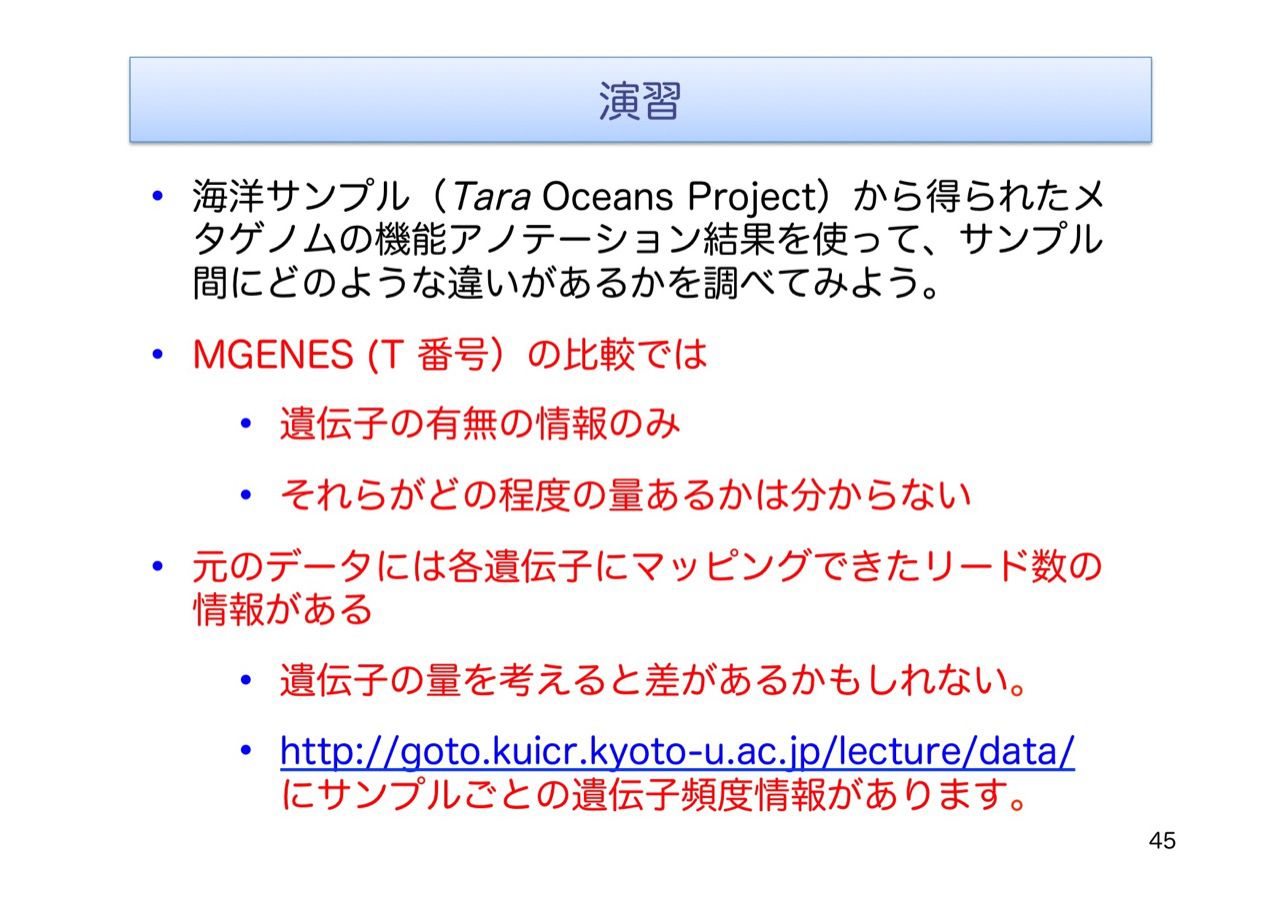 演習
• 海洋サンプル（Tara Oceans Project）から得られたメ
タゲノムの機能アノテーション結果を使って、サンプル
間にどのような違いがあるかを調べてみよう。
• MGENES (T 番号）の比較では
• 遺伝子の有無の情報のみ
• それらがどの程度の量あるかは分からない
• 元のデータには各遺伝子にマッピングできたリード数の
情報がある
• 遺伝子の量を考えると差があるかもしれない。
• http://goto.kuicr.kyoto-u.ac.jp/lecture/data/
にサンプルごとの遺伝子頻度情報があります。
45